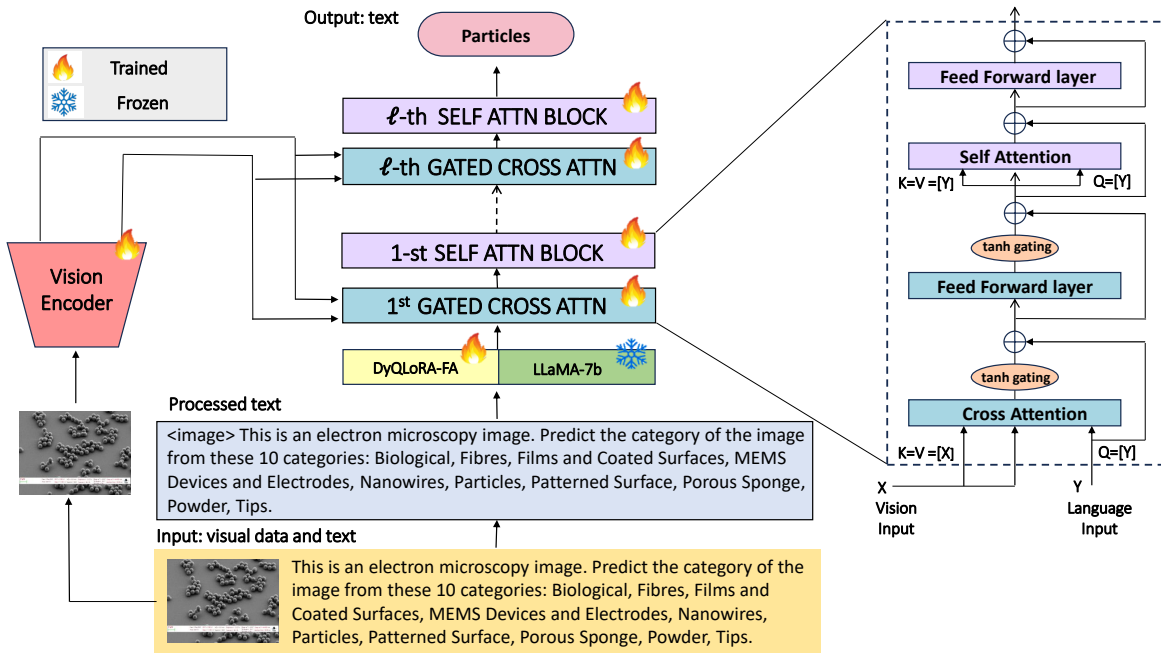 Output: text
Particles
Trained
Frozen
ℓ-th SELF ATTN BLOCK
ℓ-th GATED CROSS ATTN
1-st SELF ATTN BLOCK
1st GATED CROSS ATTN
Vision
Encoder
DyQLoRA-FA
LLaMA-7b
Processed text
<image> This is an electron microscopy image. Predict the category of the image
from these 10 categories: Biological, Fibres, Films and Coated Surfaces, MEMS
Devices and Electrodes, Nanowires, Particles, Patterned Surface, Porous Sponge,
Powder, Tips.
Input: visual data and text
This is an electron microscopy image. Predict the category of the
image from these 10 categories: Biological, Fibres, Films and
Coated Surfaces, MEMS Devices and Electrodes, Nanowires,
Particles, Patterned Surface, Porous Sponge, Powder, Tips.
Feed Forward layer
Self Attention
K=V =[Y]
Q=[Y]
tanh gating
Feed Forward layer
tanh gating
Cross Attention
K=V =[X]
Q=[Y]
X
Vision
Input
Y
Language
Input